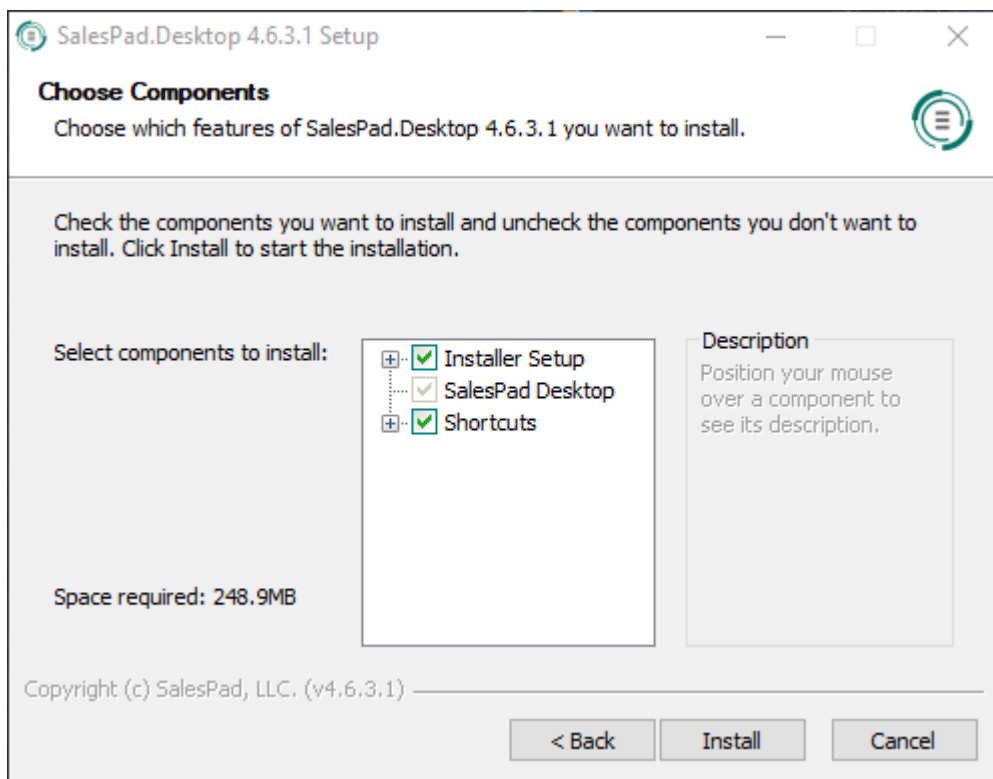 SalesPad.Desktop 4.6.3.1 Setup
Choose Components
Choose which features of SalesPad.Desktop 4.6.3.1 you want to install.
Check the components you want to install and uncheck the components you don't want to
install. Click Install to start the installation.
Select components to install:
Installer Setup
SalesPad Desktop
Shortcuts
Description
Position your mouse
over a component to
see its description.
Space required: 248.9MB
Copyright (c) SalesPad, LLC. (v4.6.3.1)
< Back
Install
Cancel